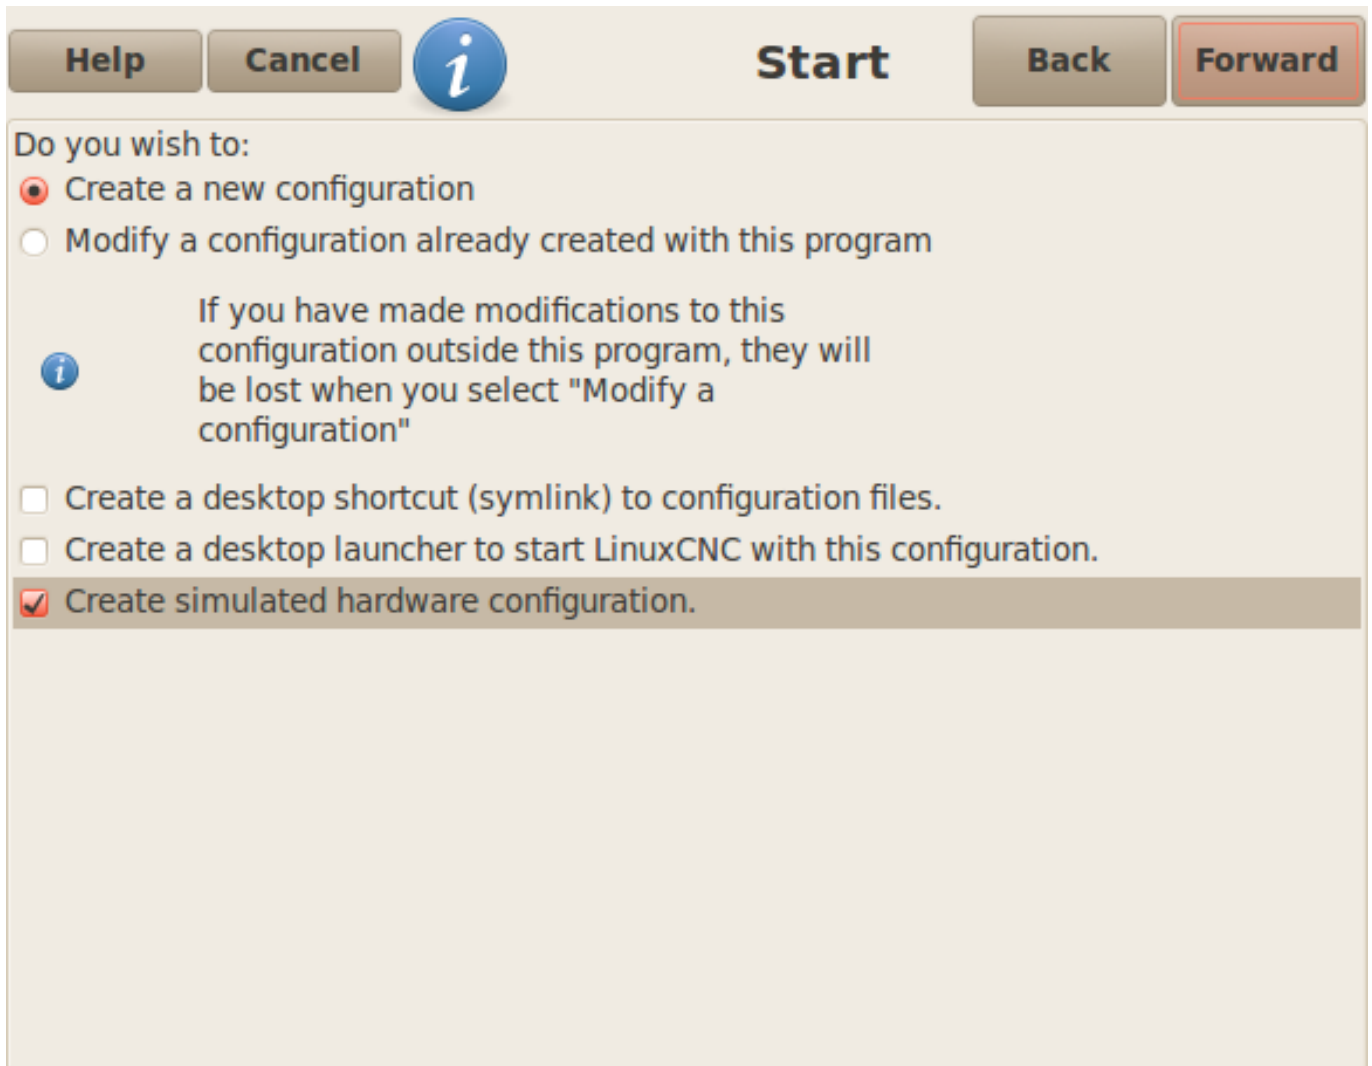 Help Cancel i Start Back Forward
Do you wish to:
Create a new configuration
Modify a configuration already created with this program
If you have made modifications to this
configuration outside this program, they will
i
be lost when you select "Modify a
configuration"
Create a desktop shortcut (symlink) to configuration files.
Create a desktop launcher to start LinuxCNC with this configuration.
Create simulated hardware configuration.